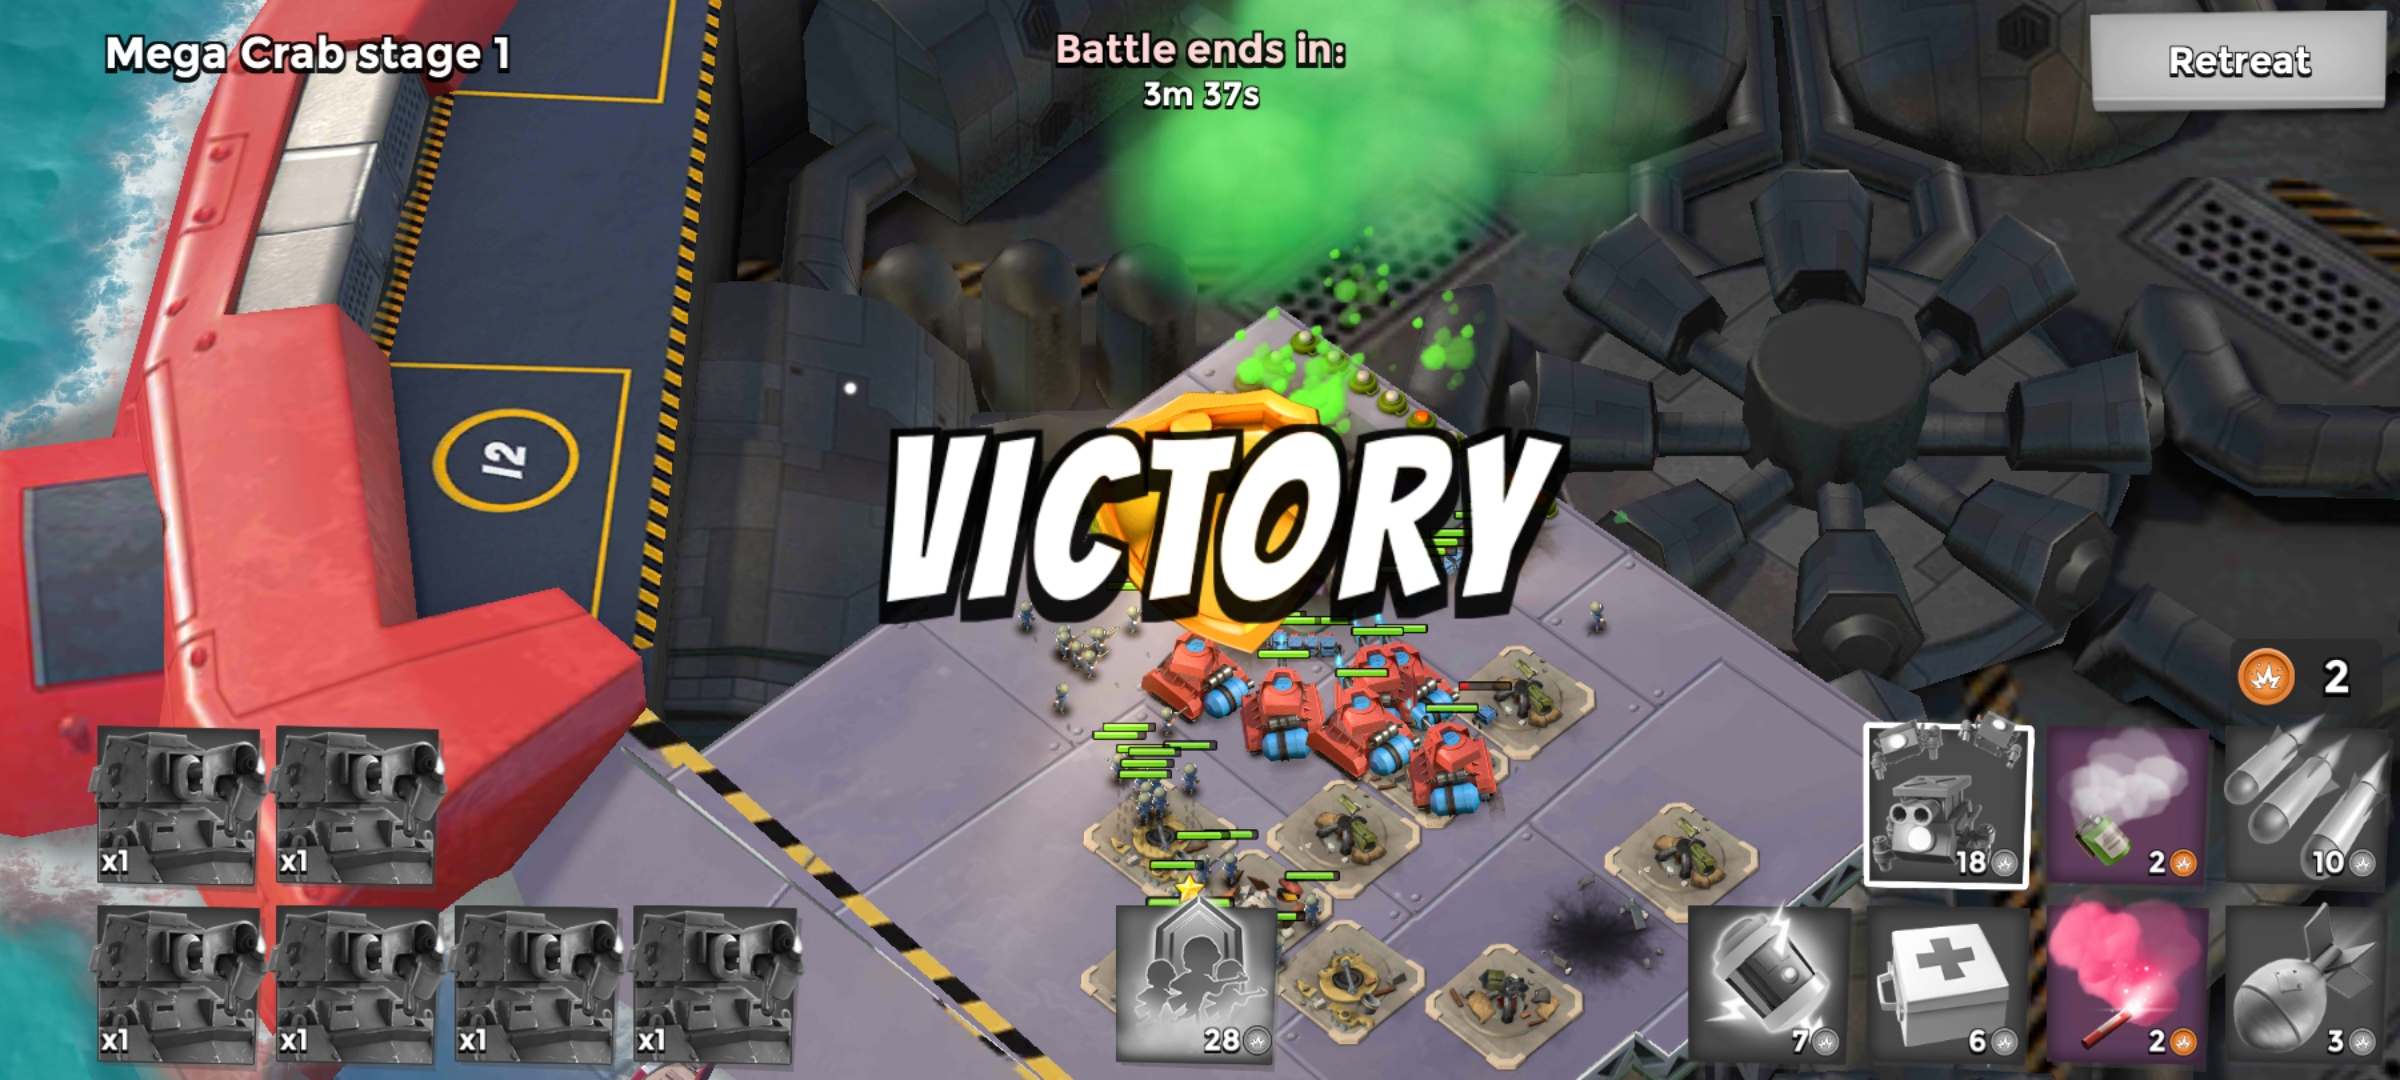 Mega Crab stage 1
Battle ends in:
3m 37s
Retreat
12
VICTORY
2
x1
x1
18
2
10
x1
x1
x1
x1
28
7
6
2
3